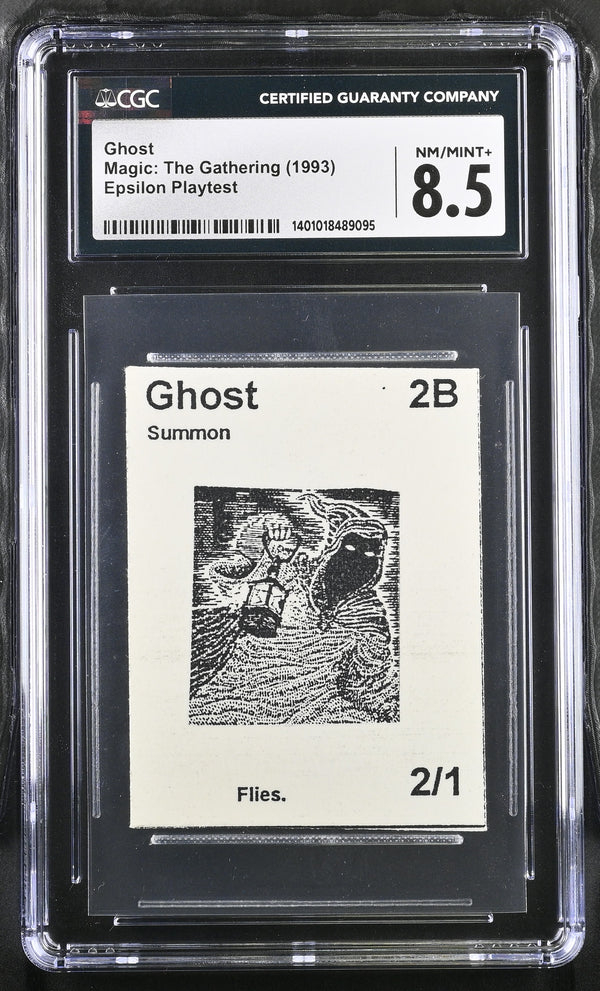 CGC
CERTIFIED GUARANTY COMPANY
Ghost
Magic: The Gathering (1993)
Epsilon Playtest
NM/MINT+
8.5
1401018489095
Ghost 2B
Summon
Flies.
2/1